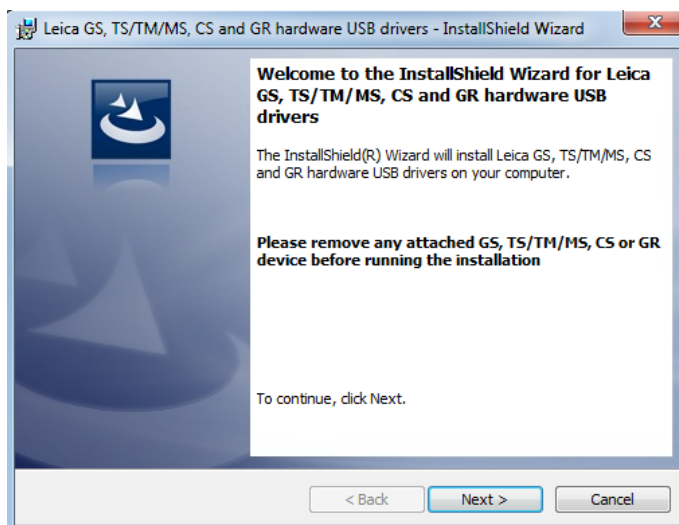 Leica GS, TS/TM/MS, CS and GR hardware USB drivers - InstallShield Wizard
Welcome to the InstallShield Wizard for Leica
GS, TS/TM/MS, CS and GR hardware USB
drivers
The InstallShield(R) Wizard will install Leica GS, TS/TM/MS, CS
and GR hardware USB drivers on your computer.
Please remove any attached GS, TS/TM/MS, CS or GR
device before running the installation
To continue, click Next.
< Back
Next >
Cancel